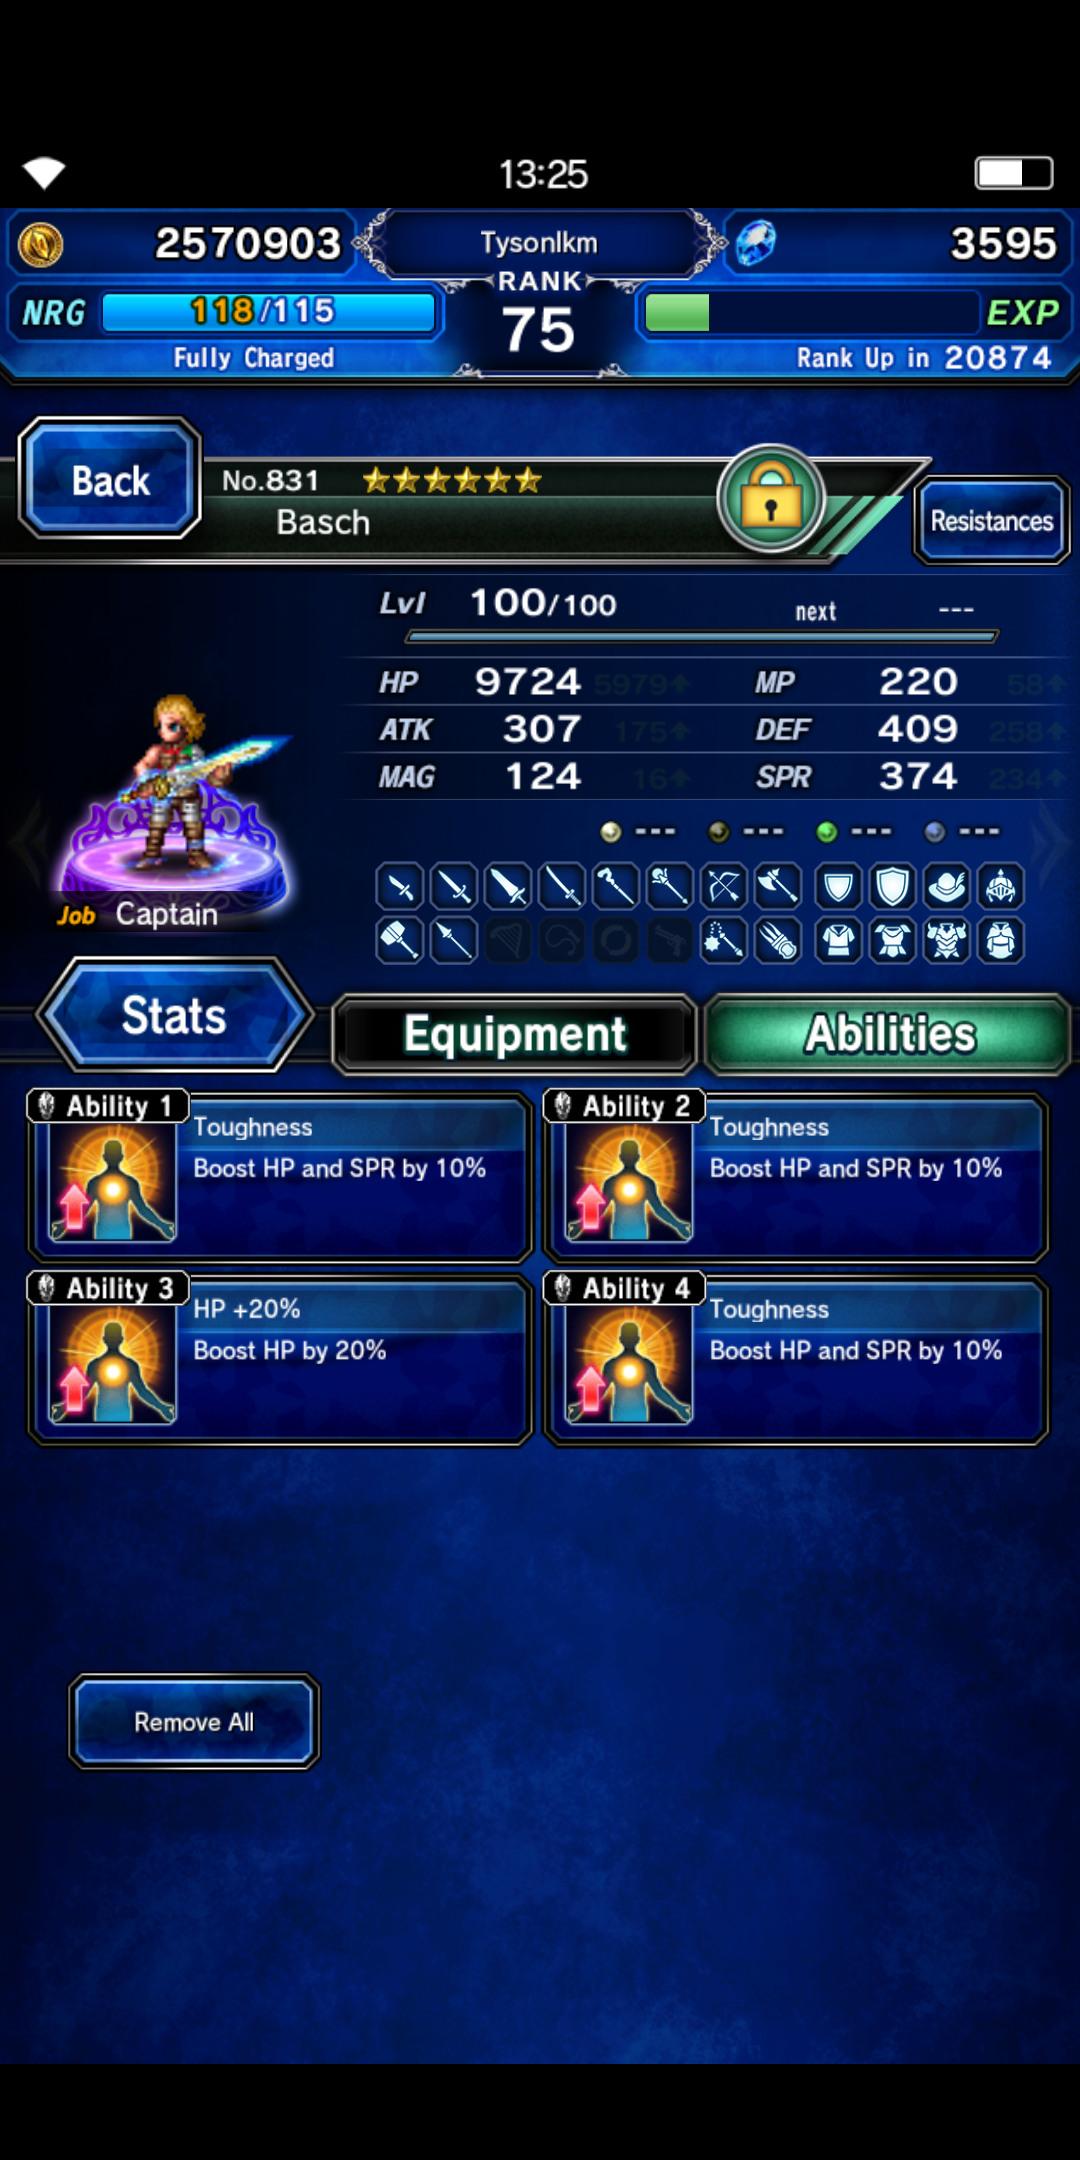 13:25
2570903
Tysonlkm
3595
NRG 118/115
RANK
75
EXP
Fully Charged
Rank Up in 20874
Back
No.831
Basch
Resistances
Lvl 100/100 next ---
HP 9724 5979 MP 220 58
ATK 307 175 DEF 409 258
MAG 124 16 SPR 374 234
--- --- --- ---
Job Captain
Stats
Equipment
Abilities
Ability 1
Toughness
Boost HP and SPR by 10%
Ability 2
Toughness
Boost HP and SPR by 10%
Ability 3
HP +20%
Boost HP by 20%
Ability 4
Toughness
Boost HP and SPR by 10%
Remove All